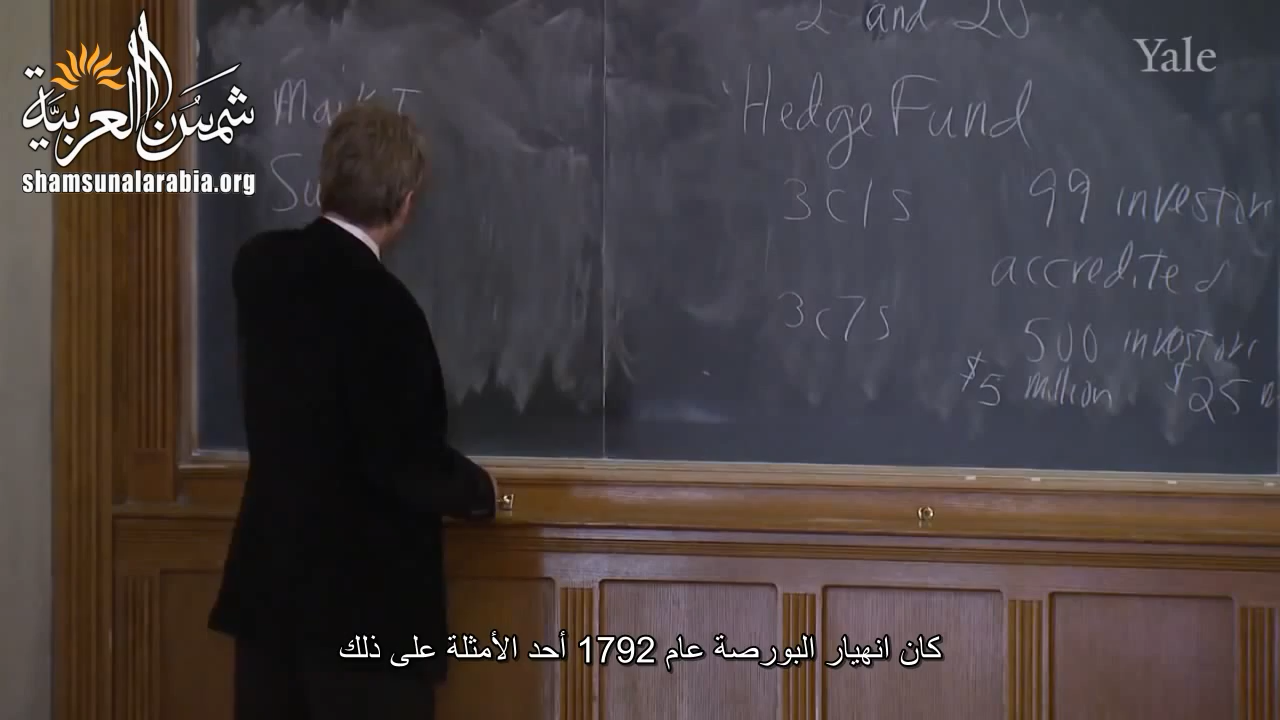 2 and 20
Yale
شمس العربية
shamsunalarabia.org
Hedge Fund
3c1s 99 investors
accredited
3c7s
500 investors
$5 million $25 m
كان انهيار البورصة عام 1792 أحد الأمثلة على ذلك